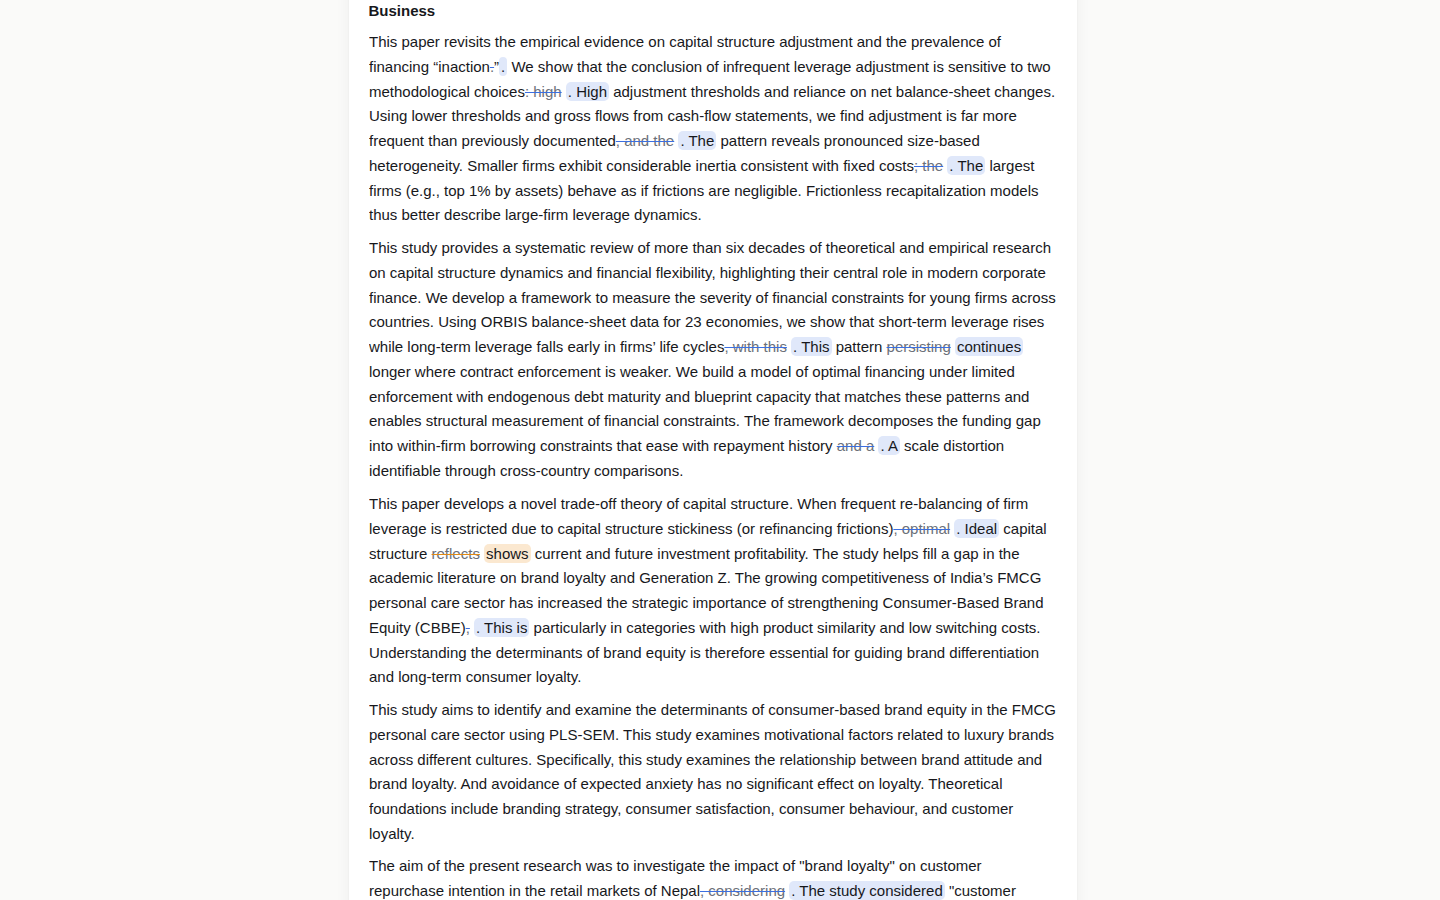 Business
This paper revisits the empirical evidence on capital structure adjustment and the prevalence of
financing “inaction.”. We show that the conclusion of infrequent leverage adjustment is sensitive to two
methodological choices: high . High adjustment thresholds and reliance on net balance-sheet changes.
Using lower thresholds and gross flows from cash-flow statements, we find adjustment is far more
frequent than previously documented, and the . The pattern reveals pronounced size-based
heterogeneity. Smaller firms exhibit considerable inertia consistent with fixed costs; the . The largest
firms (e.g., top 1% by assets) behave as if frictions are negligible. Frictionless recapitalization models
thus better describe large-firm leverage dynamics.
This study provides a systematic review of more than six decades of theoretical and empirical research
on capital structure dynamics and financial flexibility, highlighting their central role in modern corporate
finance. We develop a framework to measure the severity of financial constraints for young firms across
countries. Using ORBIS balance-sheet data for 23 economies, we show that short-term leverage rises
while long-term leverage falls early in firms’ life cycles, with this . This pattern persisting continues
longer where contract enforcement is weaker. We build a model of optimal financing under limited
enforcement with endogenous debt maturity and blueprint capacity that matches these patterns and
enables structural measurement of financial constraints. The framework decomposes the funding gap
into within-firm borrowing constraints that ease with repayment history and a . A scale distortion
identifiable through cross-country comparisons.
This paper develops a novel trade-off theory of capital structure. When frequent re-balancing of firm
leverage is restricted due to capital structure stickiness (or refinancing frictions), optimal . Ideal capital
structure reflects shows current and future investment profitability. The study helps fill a gap in the
academic literature on brand loyalty and Generation Z. The growing competitiveness of India’s FMCG
personal care sector has increased the strategic importance of strengthening Consumer-Based Brand
Equity (CBBE), . This is particularly in categories with high product similarity and low switching costs.
Understanding the determinants of brand equity is therefore essential for guiding brand differentiation
and long-term consumer loyalty.
This study aims to identify and examine the determinants of consumer-based brand equity in the FMCG
personal care sector using PLS-SEM. This study examines motivational factors related to luxury brands
across different cultures. Specifically, this study examines the relationship between brand attitude and
brand loyalty. And avoidance of expected anxiety has no significant effect on loyalty. Theoretical
foundations include branding strategy, consumer satisfaction, consumer behaviour, and customer
loyalty.
The aim of the present research was to investigate the impact of "brand loyalty" on customer
repurchase intention in the retail markets of Nepal, considering . The study considered "customer